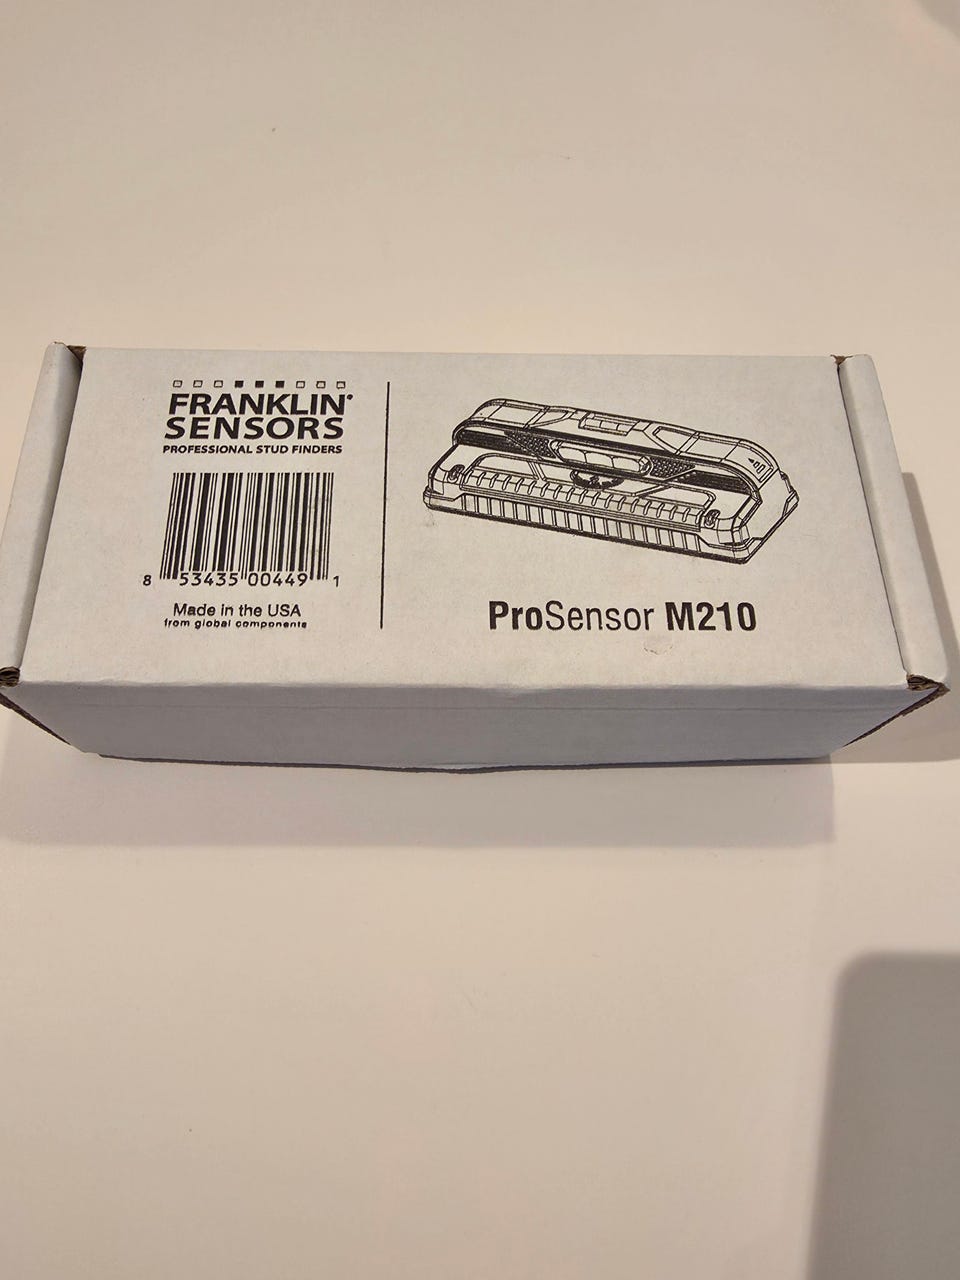 FRANKLIN®
SENSORS
PROFESSIONAL STUD FINDERS
8 53435 00449 1
Made in the USA
from global components
ProSensor M210